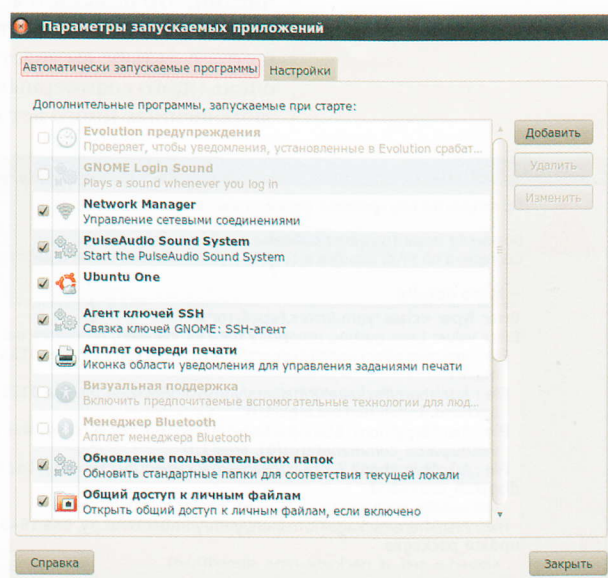 Параметры запускаемых приложений
Автоматически запускаемые программы
Настройки
Дополнительные программы, запускаемые при старте:
Evolution предупреждения
Проверяет, чтобы уведомления, установленные в Evolution срабат...
GNOME Login Sound
Plays a sound whenever you log in
Network Manager
Управление сетевыми соединениями
PulseAudio Sound System
Start the PulseAudio Sound System
Ubuntu One
Агент ключей SSH
Связка ключей GNOME: SSH-агент
Апплет очереди печати
Иконка области уведомления для управления заданиями печати
Визуальная поддержка
Включить предпочитаемые вспомогательные технологии для люд...
Менеджер Bluetooth
Апплет менеджера Bluetooth
Обновление пользовательских папок
Обновить стандартные папки для соответствия текущей локали
Общий доступ к личным файлам
Открыть общий доступ к личным файлам, если включено
Добавить
Удалить
Изменить
Справка
Закрыть